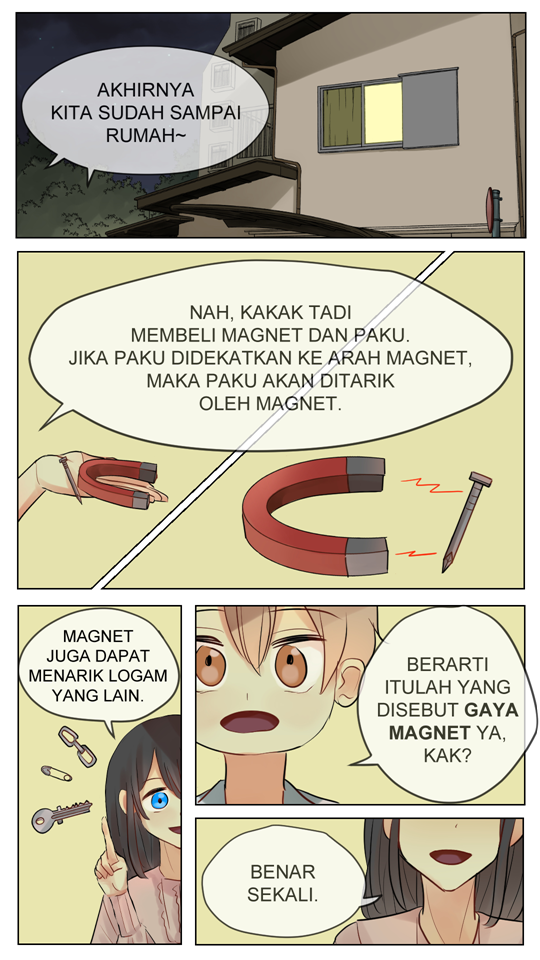 AKHIRNYA
KITA SUDAH SAMPAI
RUMAH~
NAH, KAKAK TADI
MEMBELI MAGNET DAN PAKU.
JIKA PAKU DIDEKATKAN KE ARAH MAGNET,
MAKA PAKU AKAN DITARIK
OLEH MAGNET.
MAGNET
JUGA DAPAT
MENARIK LOGAM
YANG LAIN.
BERARTI
ITULAH YANG
DISEBUT GAYA
MAGNET YA,
KAK?
BENAR
SEKALI.